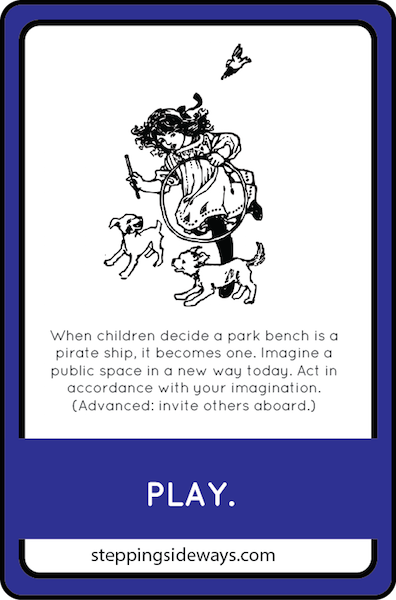 When children decide a park bench is a
pirate ship, it becomes one. Imagine a
public space in a new way today. Act in
accordance with your imagination.
(Advanced: invite others aboard.)
PLAY.
steppingsideways.com